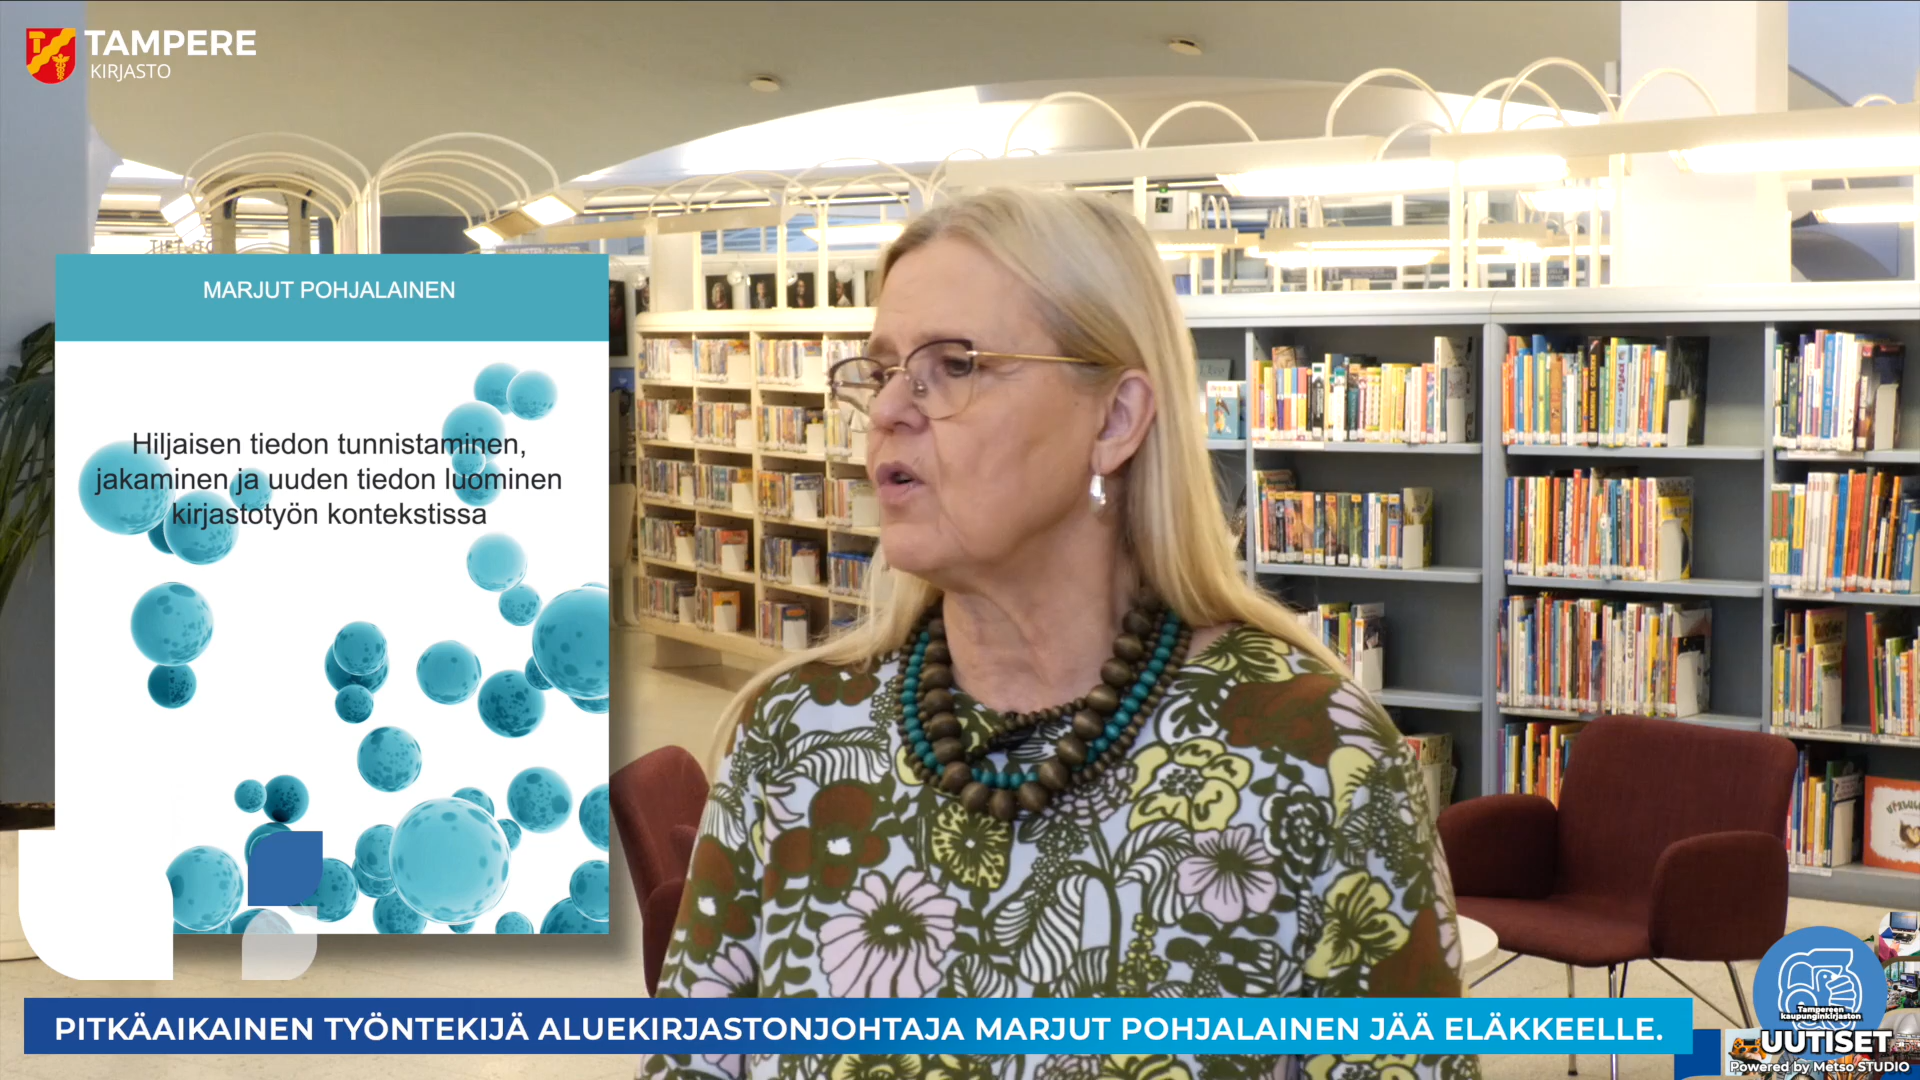 TAMPERE
KIRJASTO
MARJUT POHJALAINEN
Hiljaisen tiedon tunnistaminen,
jakaminen ja uuden tiedon luominen
kirjastotyön kontekstissa
PITKÄAIKAINEN TYÖNTEKIJÄ ALUEKIRJASTONJOHTAJA MARJUT POHJALAINEN JÄÄ ELÄKKEELLE.
Tampereen
kaupunginkirjaston
UUTISET
Powered by Metso STUDIO